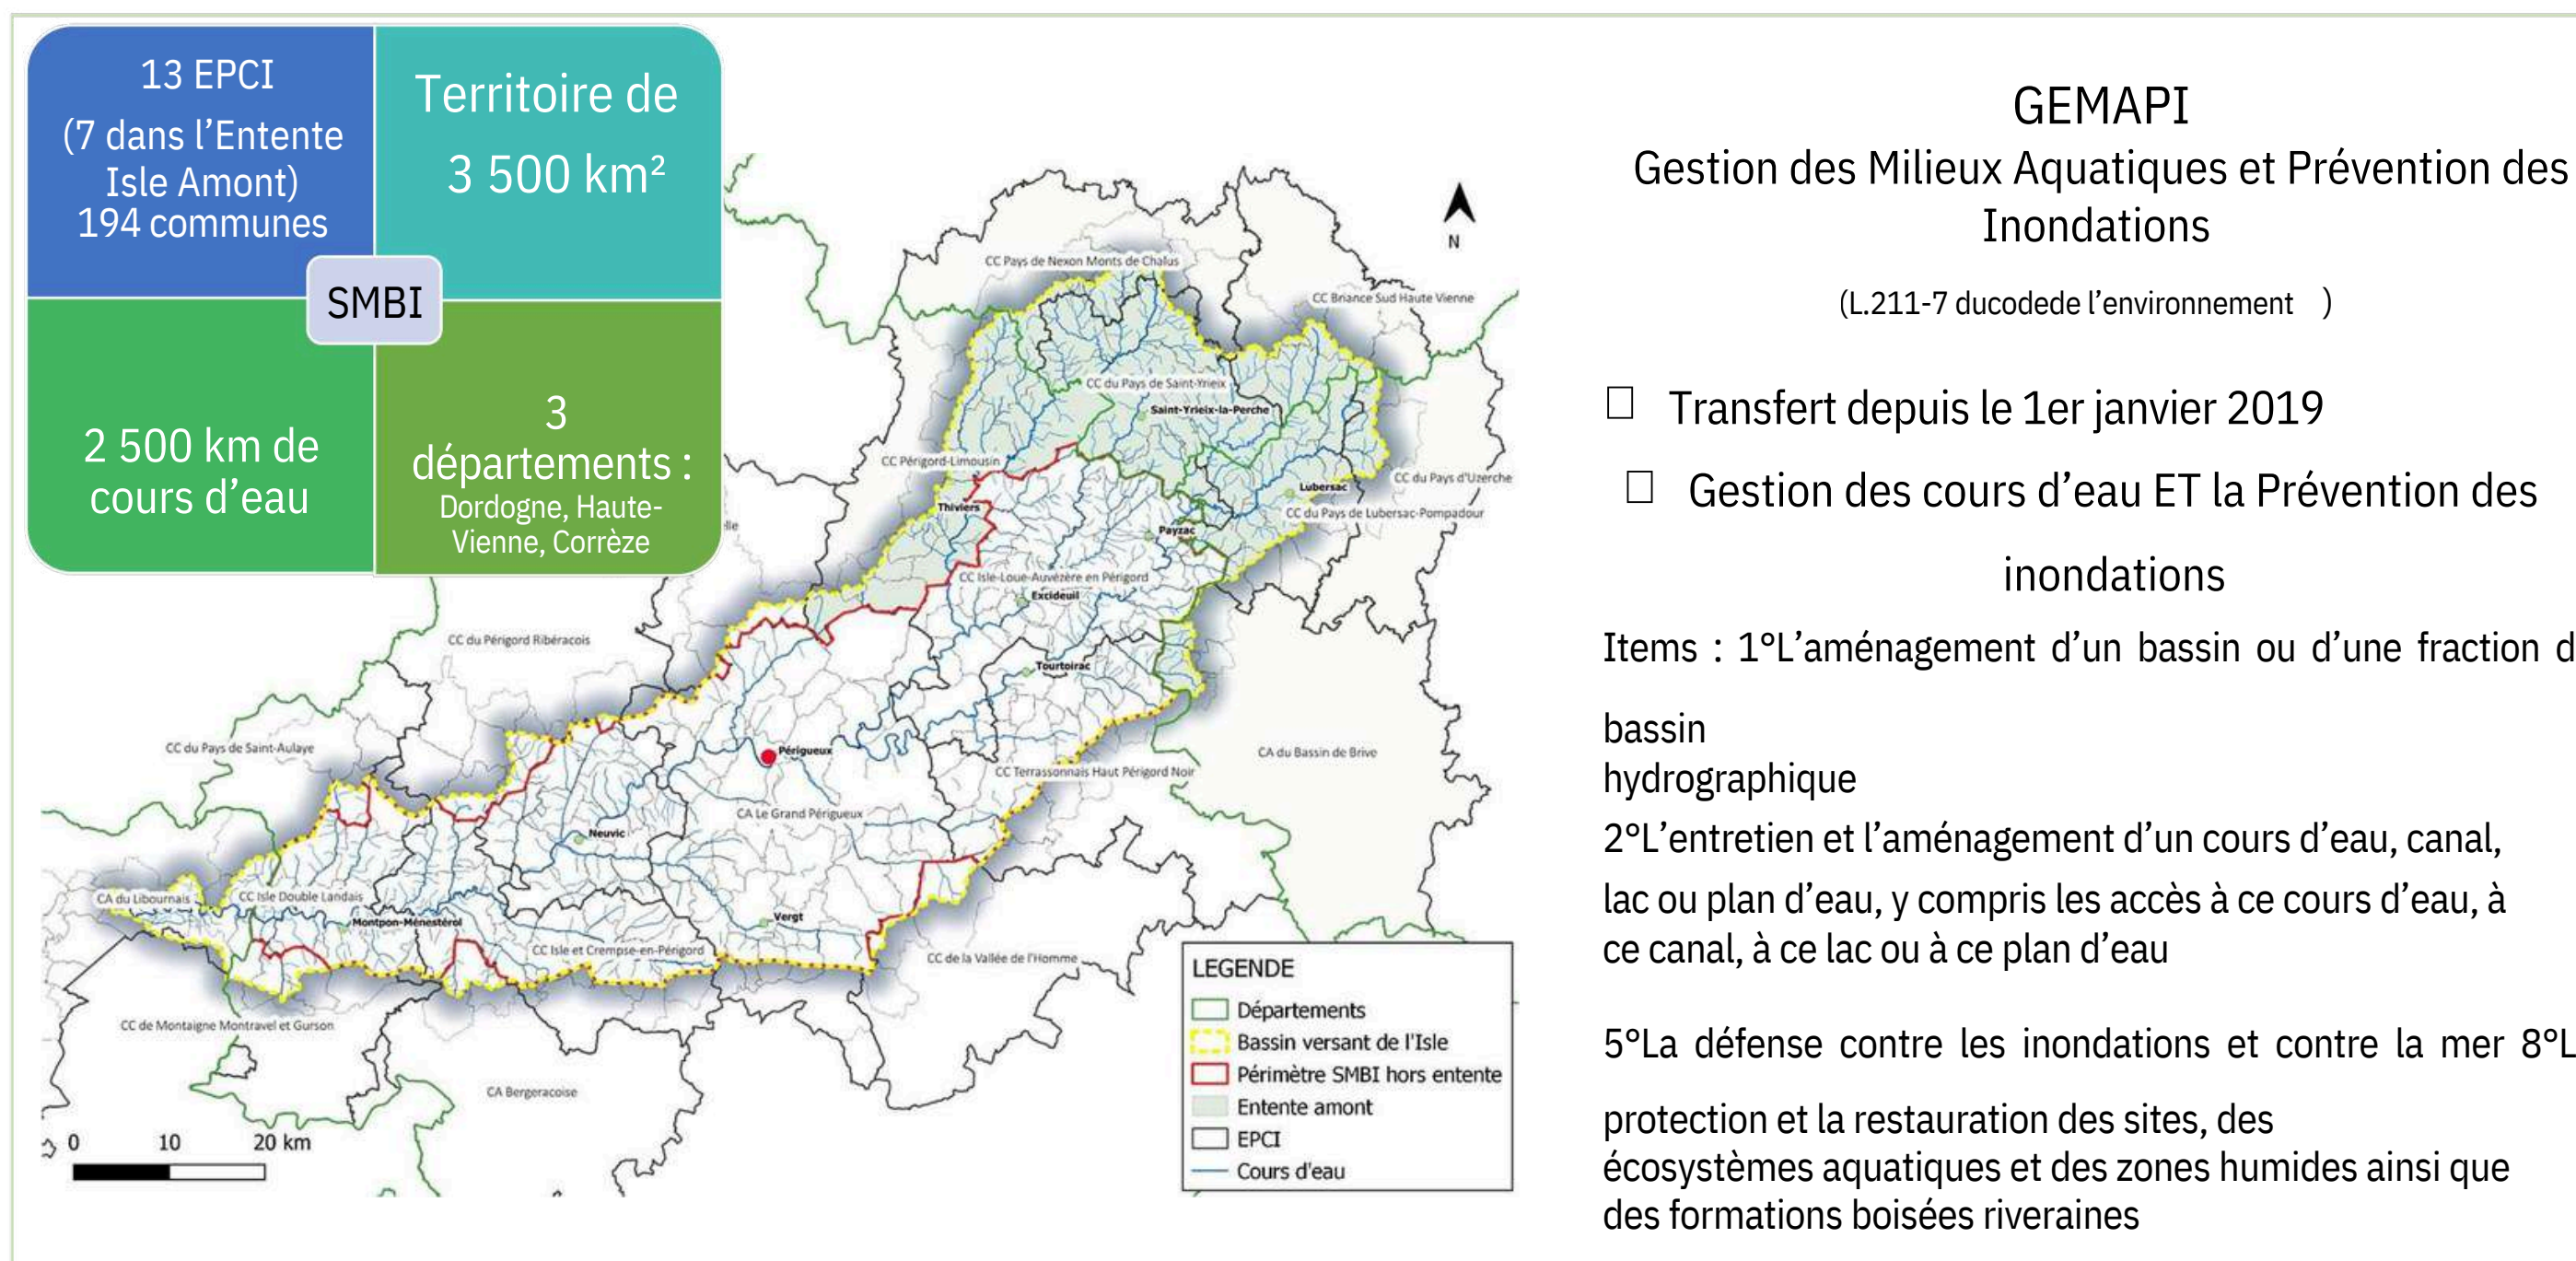 13 EPCI
(7 dans l’Entente
Isle Amont)
194 communes
Territoire de
3 500 km²
SMBI
2 500 km de
cours d’eau
3
départements :
Dordogne, Haute-
Vienne, Corrèze
N
CC Pays de Nexon Monts de Chalus
CC Briance Sud Haute Vienne
CC du Pays de Saint-Yrieix
Saint-Yrieix-la-Perche
CC Périgord-Limousin
CC du Pays d'Uzerche
Lubersac
Thiviers
CC du Pays de Lubersac-Pompadour
Payzac
CC Isle-Loue-Auvézère en Périgord
Excideuil
CC du Périgord Ribéracois
Tourtoirac
CC du Pays de Saint-Aulaye
Périgueux
CA du Bassin de Brive
CC Terrassonnais Haut Périgord Noir
CA Le Grand Périgueux
Neuvic
CA du Libournais
CC Isle Double Landais
Montpon-Ménestérol
Vergt
CC Isle et Crempse-en-Périgord
CC de la Vallée de l'Homme
CC de Montaigne Montravel et Gurson
CA Bergeracoise
0 10 20 km
LEGENDE
Départements
Bassin versant de l'Isle
Périmètre SMBI hors entente
Entente amont
EPCI
Cours d'eau
GEMAPI
Gestion des Milieux Aquatiques et Prévention des
Inondations
(L.211-7 ducodede l’environnement )
Transfert depuis le 1er janvier 2019
Gestion des cours d’eau ET la Prévention des
inondations
Items : 1°L’aménagement d’un bassin ou d’une fraction d
bassin
hydrographique
2°L’entretien et l’aménagement d’un cours d’eau, canal,
lac ou plan d’eau, y compris les accès à ce cours d’eau, à
ce canal, à ce lac ou à ce plan d’eau
5°La défense contre les inondations et contre la mer 8°L
protection et la restauration des sites, des
écosystèmes aquatiques et des zones humides ainsi que
des formations boisées riveraines